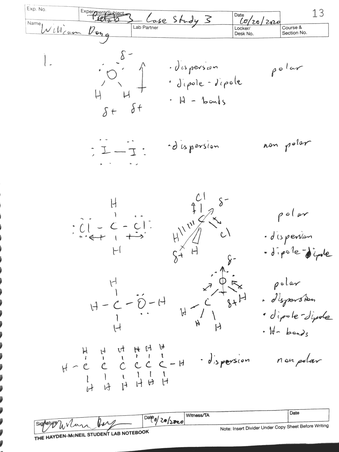 Exp. No.
Experiment/Subject
Case Study 3
Date
10/20/2020
13
Name
William Dong
Lab Partner
Locker/
Desk No.
Course &
Section No.
1.
δ-
O
H H
δ+ δ+
• dispersion
• dipole-dipole
• H-bonds
polar
: I — I :
• dispersion
non polar
H
: Cl - C - Cl :
H
Cl
δ-
C
H
Cl
δ+ H
polar
• dispersion
• dipole-dipole
H
H - C - O - H
H
δ-
O
C
δ+ H
H
H
H
polar
• dispersion
• dipole-dipole
• H-bonds
H H H H H H
H - C C C C C C - H
H H H H H H
• dispersion
non polar
Signature
William Dong
Date
10/20/2020
Witness/TA
Date
THE HAYDEN-McNEIL STUDENT LAB NOTEBOOK
Note: Insert Divider Under Copy Sheet Before Writing